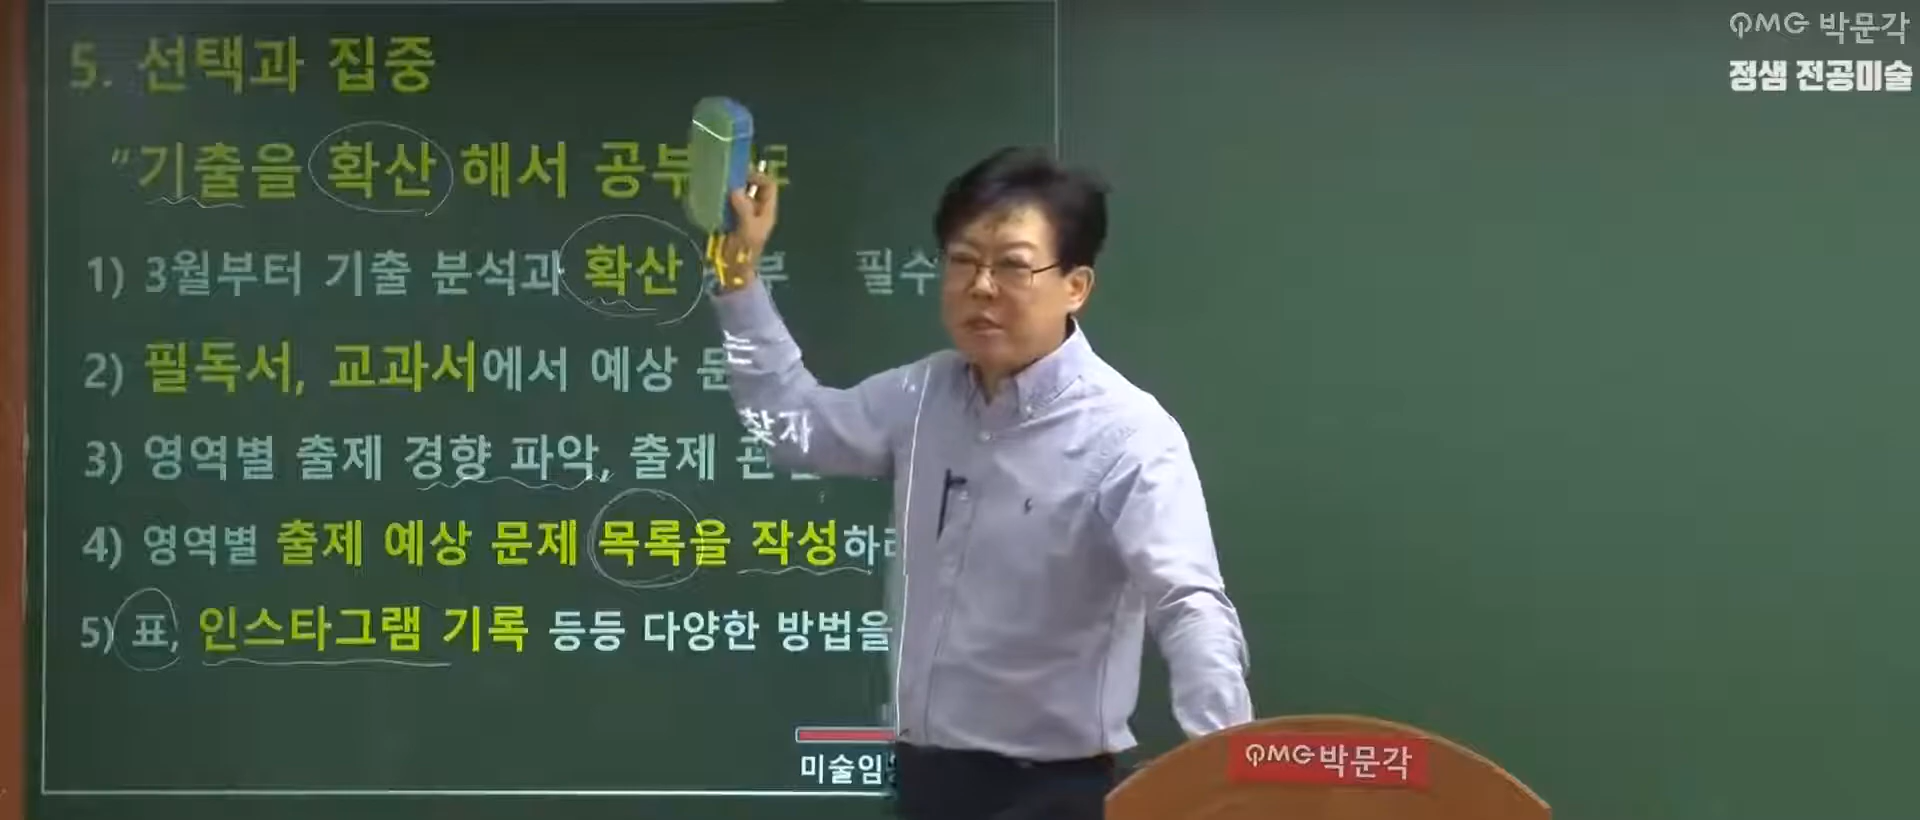 5. 선택과 집중
"기출을 확산 해서 공부
1) 3월부터 기출 분석과 확산 필수
2) 필독서, 교과서에서 예상
찾자
3) 영역별 출제 경향 파악, 출제
4) 영역별 출제 예상 문제 목록을 작성하
5) 표, 인스타그램 기록 등등 다양한 방법을
미술임
PMG 박문각
정샘 전공미술
PMG 박문각